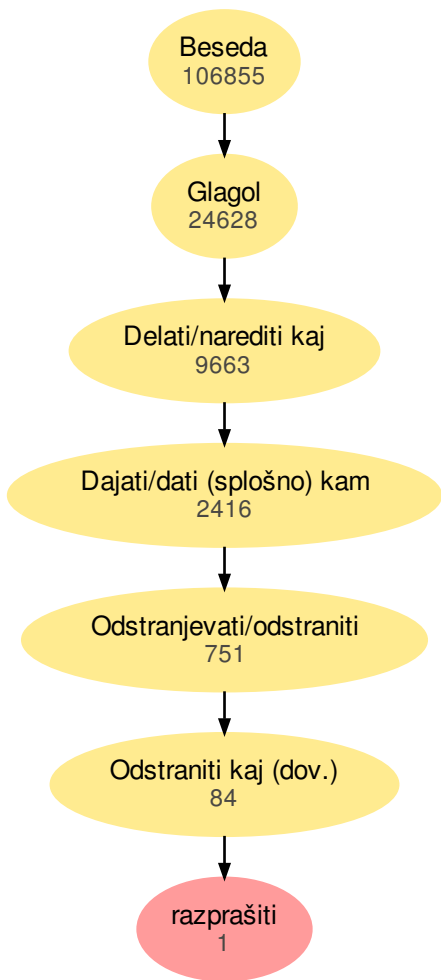 Beseda
106855
Glagol
24628
Delati/narediti kaj
9663
Dajati/dati (splošno) kam
2416
Odstranjevati/odstraniti
751
Odstraniti kaj (dov.)
84
razprašiti
1